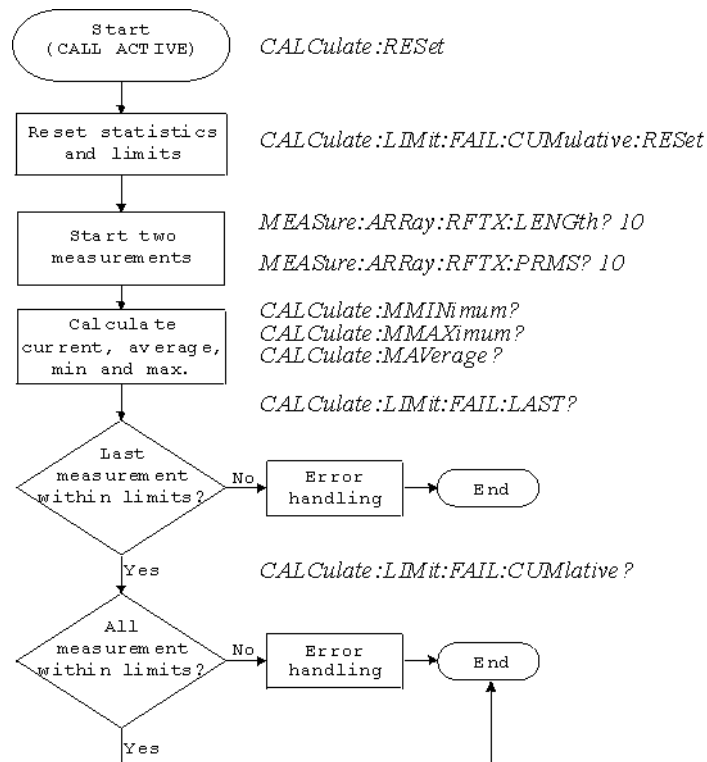 Start
(CALL ACTIVE)
CALCulate:RESet
Reset statistics
and limits
CALCulate:LIMit:FAIL:CUMulative:RESet
Start two
measurements
MEASure:ARRay:RFTX:LENGth? 10
MEASure:ARRay:RFTX:PRMS? 10
Calculate
current, average,
min and max.
CALCulate:MMINimum?
CALCulate:MMAXimum?
CALCulate:MAVerage?
CALCulate:LIMit:FAIL:LAST?
Last
measurement
within limits?
No
Error
handling
End
Yes
CALCulate:LIMit:FAIL:CUMlative?
All
measurement
within limits?
No
Error
handling
End
Yes